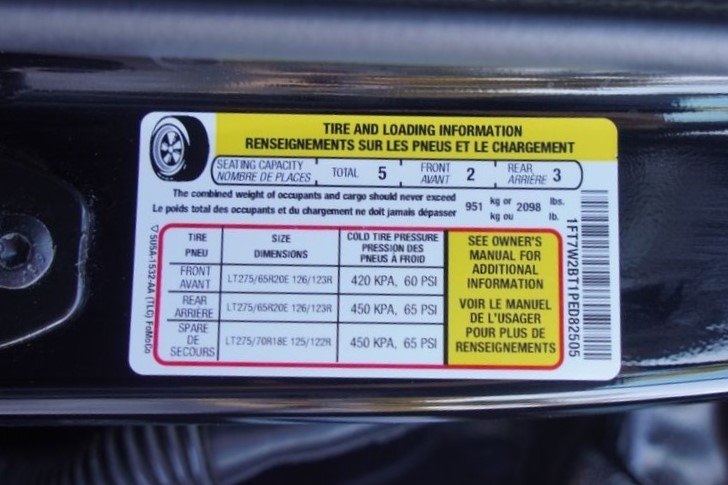 TIRE AND LOADING INFORMATION
RENSEIGNEMENTS SUR LES PNEUS ET LE CHARGEMENT
SEATING CAPACITY
NOMBRE DE PLACES
TOTAL 5
FRONT
AVANT 2
REAR
ARRIÈRE 3
The combined weight of occupants and cargo should never exceed
Le poids total des occupants et du chargement ne doit jamais dépasser
951 kg or 2098 lbs.
kg ou lb.
TIRE
PNEU
SIZE
DIMENSIONS
COLD TIRE PRESSURE
PRESSION DES
PNEUS À FROID
FRONT
AVANT
LT275/65R20E 126/123R
420 KPA, 60 PSI
REAR
ARRIÈRE
LT275/65R20E 126/123R
450 KPA, 65 PSI
SPARE
DE
SECOURS
LT275/70R18E 125/122R
450 KPA, 65 PSI
SEE OWNER'S
MANUAL FOR
ADDITIONAL
INFORMATION
VOIR LE MANUEL
DE L'USAGER
POUR PLUS DE
RENSEIGNEMENTS
▽5U5A-1532-AA (TLG) FoMoCo
1FT7W2BT1PED82505